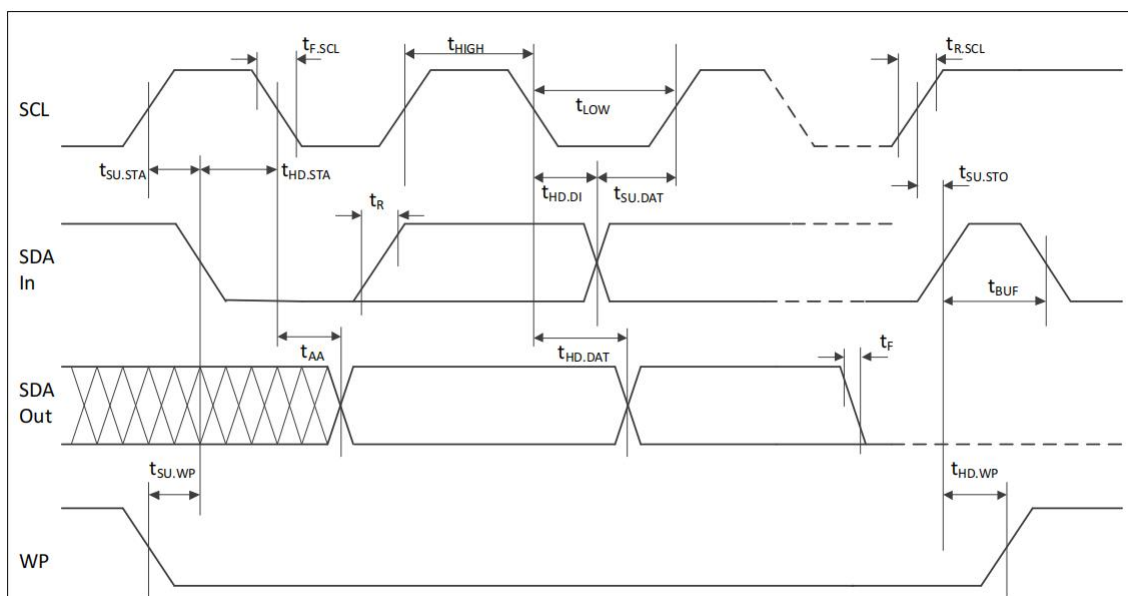 tF.SCL
tHIGH
tR.SCL
SCL
tLOW
tSU.STA
tHD.STA
tHD.DI
tSU.DAT
tSU.STO
tR
SDA
In
tBUF
tAA
tHD.DAT
tF
SDA
Out
tSU.WP
tHD.WP
WP